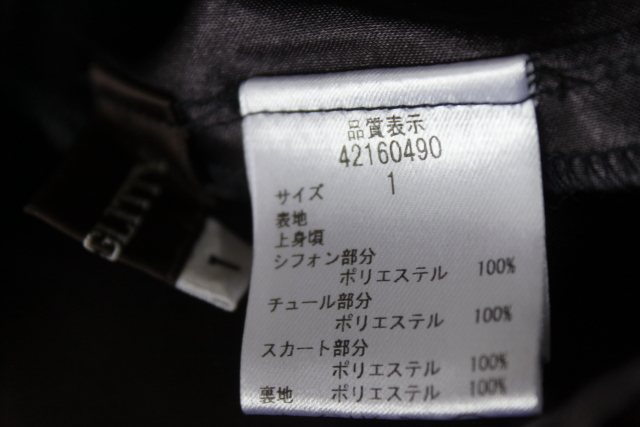 品質表示
42160490
サイズ 1
表地
上身頃
シフォン部分
ポリエステル 100%
チュール部分
ポリエステル 100%
スカート部分
ポリエステル 100%
裏地 ポリエステル 100%
1